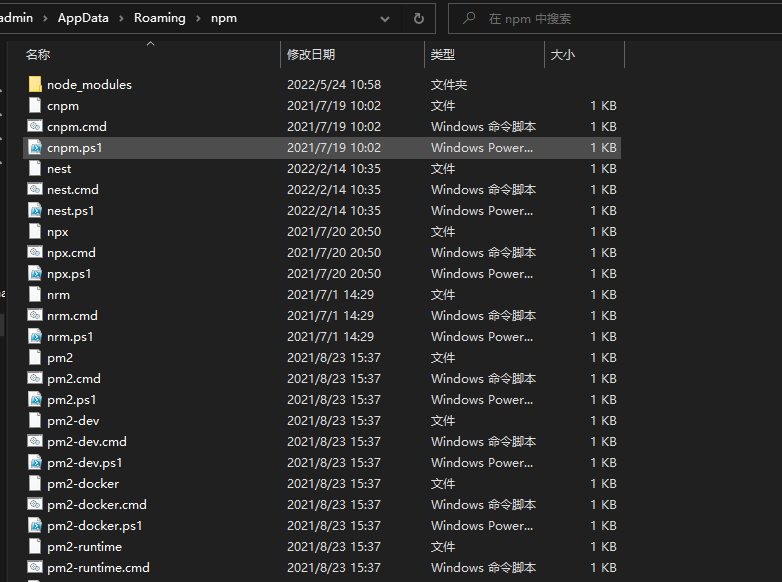 admin > AppData > Roaming > npm 在 npm 中搜索
名称 修改日期 类型 大小
node_modules 2022/5/24 10:58 文件夹
cnpm 2021/7/19 10:02 文件 1 KB
cnpm.cmd 2021/7/19 10:02 Windows 命令脚本 1 KB
cnpm.ps1 2021/7/19 10:02 Windows Power... 1 KB
nest 2022/2/14 10:35 文件 1 KB
nest.cmd 2022/2/14 10:35 Windows 命令脚本 1 KB
nest.ps1 2022/2/14 10:35 Windows Power... 1 KB
npx 2021/7/20 20:50 文件 1 KB
npx.cmd 2021/7/20 20:50 Windows 命令脚本 1 KB
npx.ps1 2021/7/20 20:50 Windows Power... 1 KB
nrm 2021/7/1 14:29 文件 1 KB
nrm.cmd 2021/7/1 14:29 Windows 命令脚本 1 KB
nrm.ps1 2021/7/1 14:29 Windows Power... 1 KB
pm2 2021/8/23 15:37 文件 1 KB
pm2.cmd 2021/8/23 15:37 Windows 命令脚本 1 KB
pm2.ps1 2021/8/23 15:37 Windows Power... 1 KB
pm2-dev 2021/8/23 15:37 文件 1 KB
pm2-dev.cmd 2021/8/23 15:37 Windows 命令脚本 1 KB
pm2-dev.ps1 2021/8/23 15:37 Windows Power... 1 KB
pm2-docker 2021/8/23 15:37 文件 1 KB
pm2-docker.cmd 2021/8/23 15:37 Windows 命令脚本 1 KB
pm2-docker.ps1 2021/8/23 15:37 Windows Power... 1 KB
pm2-runtime 2021/8/23 15:37 文件 1 KB
pm2-runtime.cmd 2021/8/23 15:37 Windows 命令脚本 1 KB